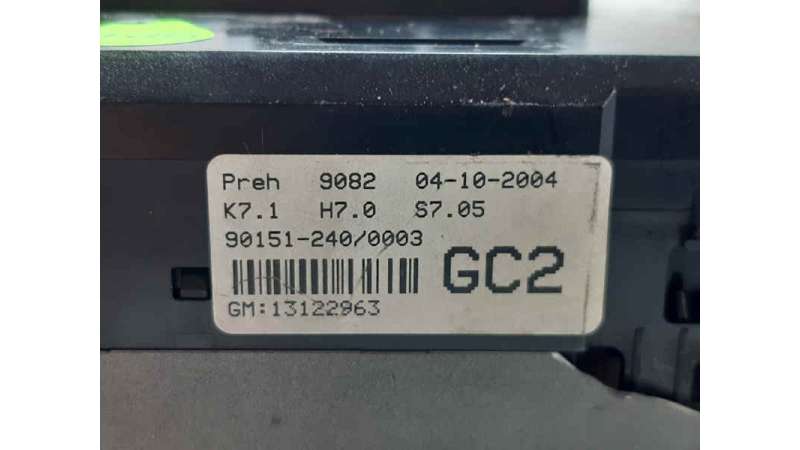 Preh 9082 04-10-2004
K7.1 H7.0 S7.05
90151-240/0003
GC2
GM:13122963